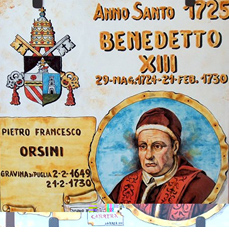 ANNO SANTO 1725
BENEDETTO
XIII
29-MAG.1724-21-FEB. 1730
PIETRO FRANCESCO
ORSINI
GRAVINA di PUGLIA 2-2-1649
21-2-1730